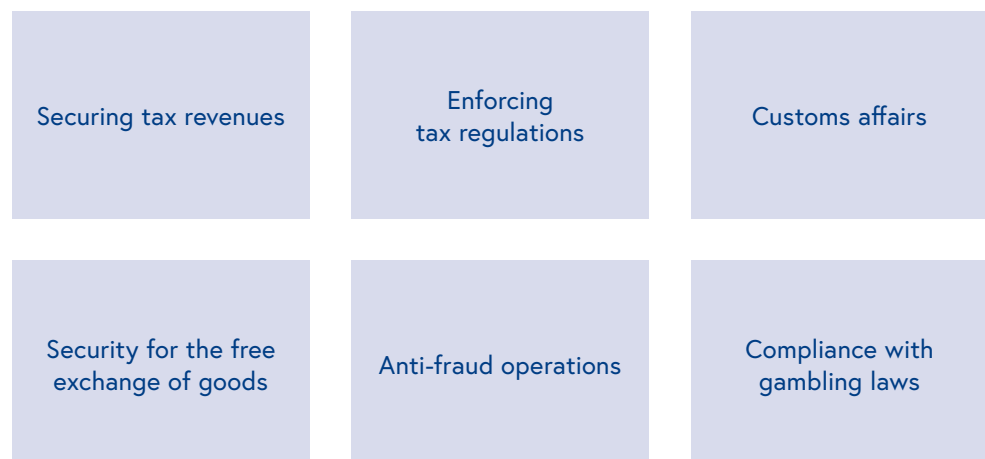 Securing tax revenues
Enforcing
tax regulations
Customs affairs
Security for the free
exchange of goods
Anti-fraud operations
Compliance with
gambling laws